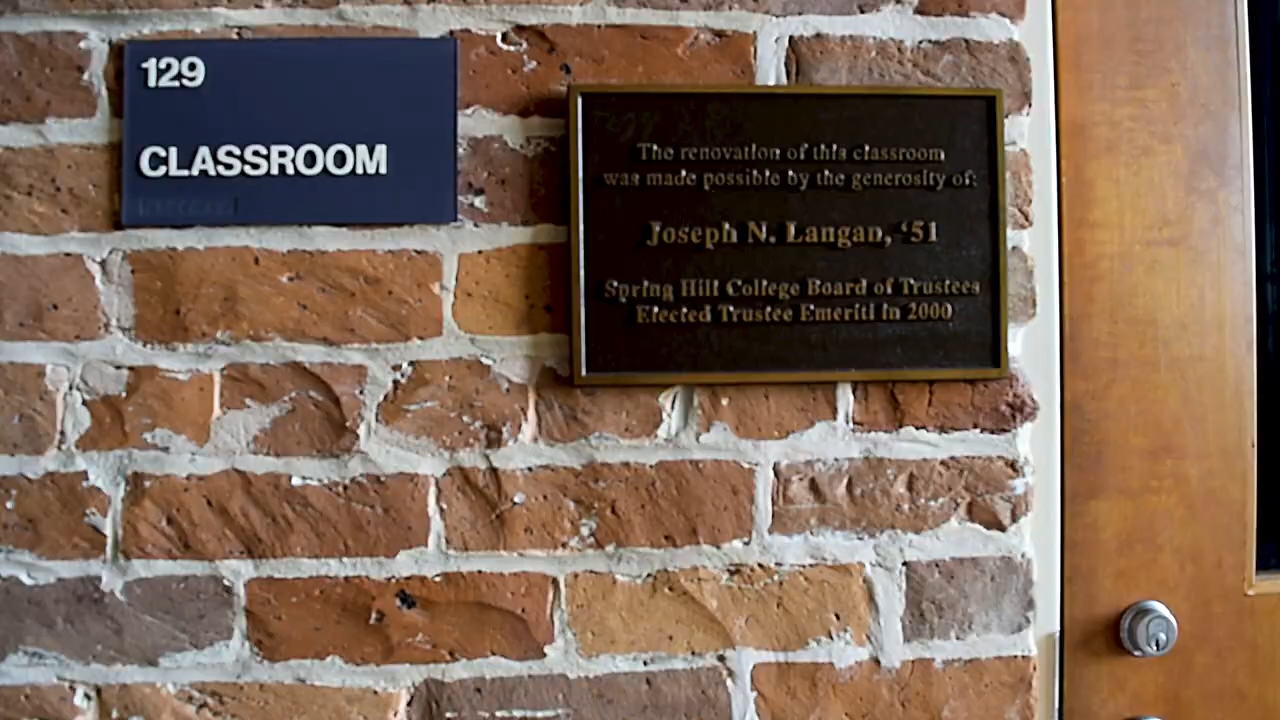 129
CLASSROOM
The renovation of this classroom
was made possible by the generosity of:
Joseph N. Langan, ‘51
Spring Hill College Board of Trustees
Elected Trustee Emeriti in 2000